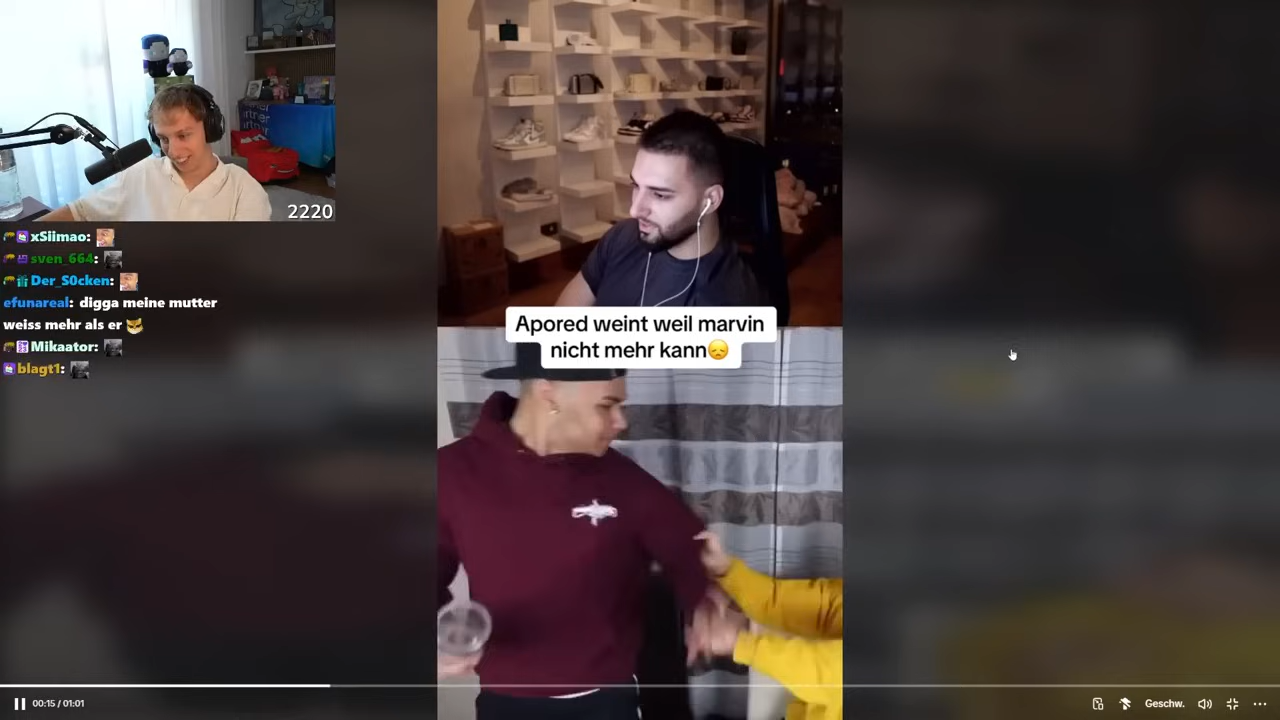 2220
xSiimao:
sven_664:
Der_S0cken:
efunareal: digga meine mutter
weiss mehr als er
Mikaator:
blagt1:
Apored weint weil marvin
nicht mehr kann😞
00:15 / 01:01
Geschw.